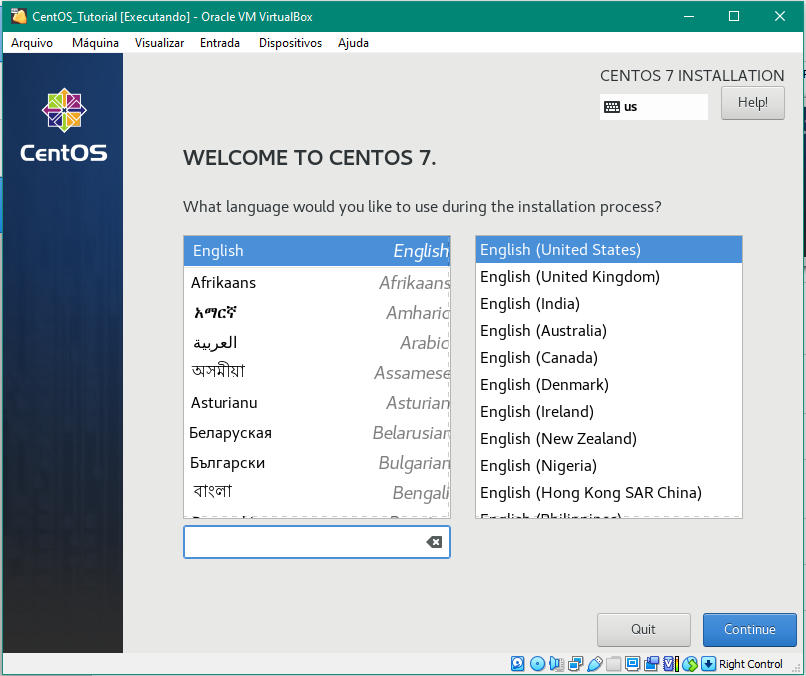 CentOS_Tutorial [Executando] - Oracle VM VirtualBox
Arquivo Máquina Visualizar Entrada Dispositivos Ajuda
CentOS
CENTOS 7 INSTALLATION
us
Help!
WELCOME TO CENTOS 7.
What language would you like to use during the installation process?
English English
Afrikaans Afrikaans
አማርኛ Amharic
العربية Arabic
অসমীয়া Assamese
Asturianu Asturian
Беларуская Belarusian
Български Bulgarian
বাংলা Bengali
English (United States)
English (United Kingdom)
English (India)
English (Australia)
English (Canada)
English (Denmark)
English (Ireland)
English (New Zealand)
English (Nigeria)
English (Hong Kong SAR China)
English (Philippines)
Quit
Continue
Right Control